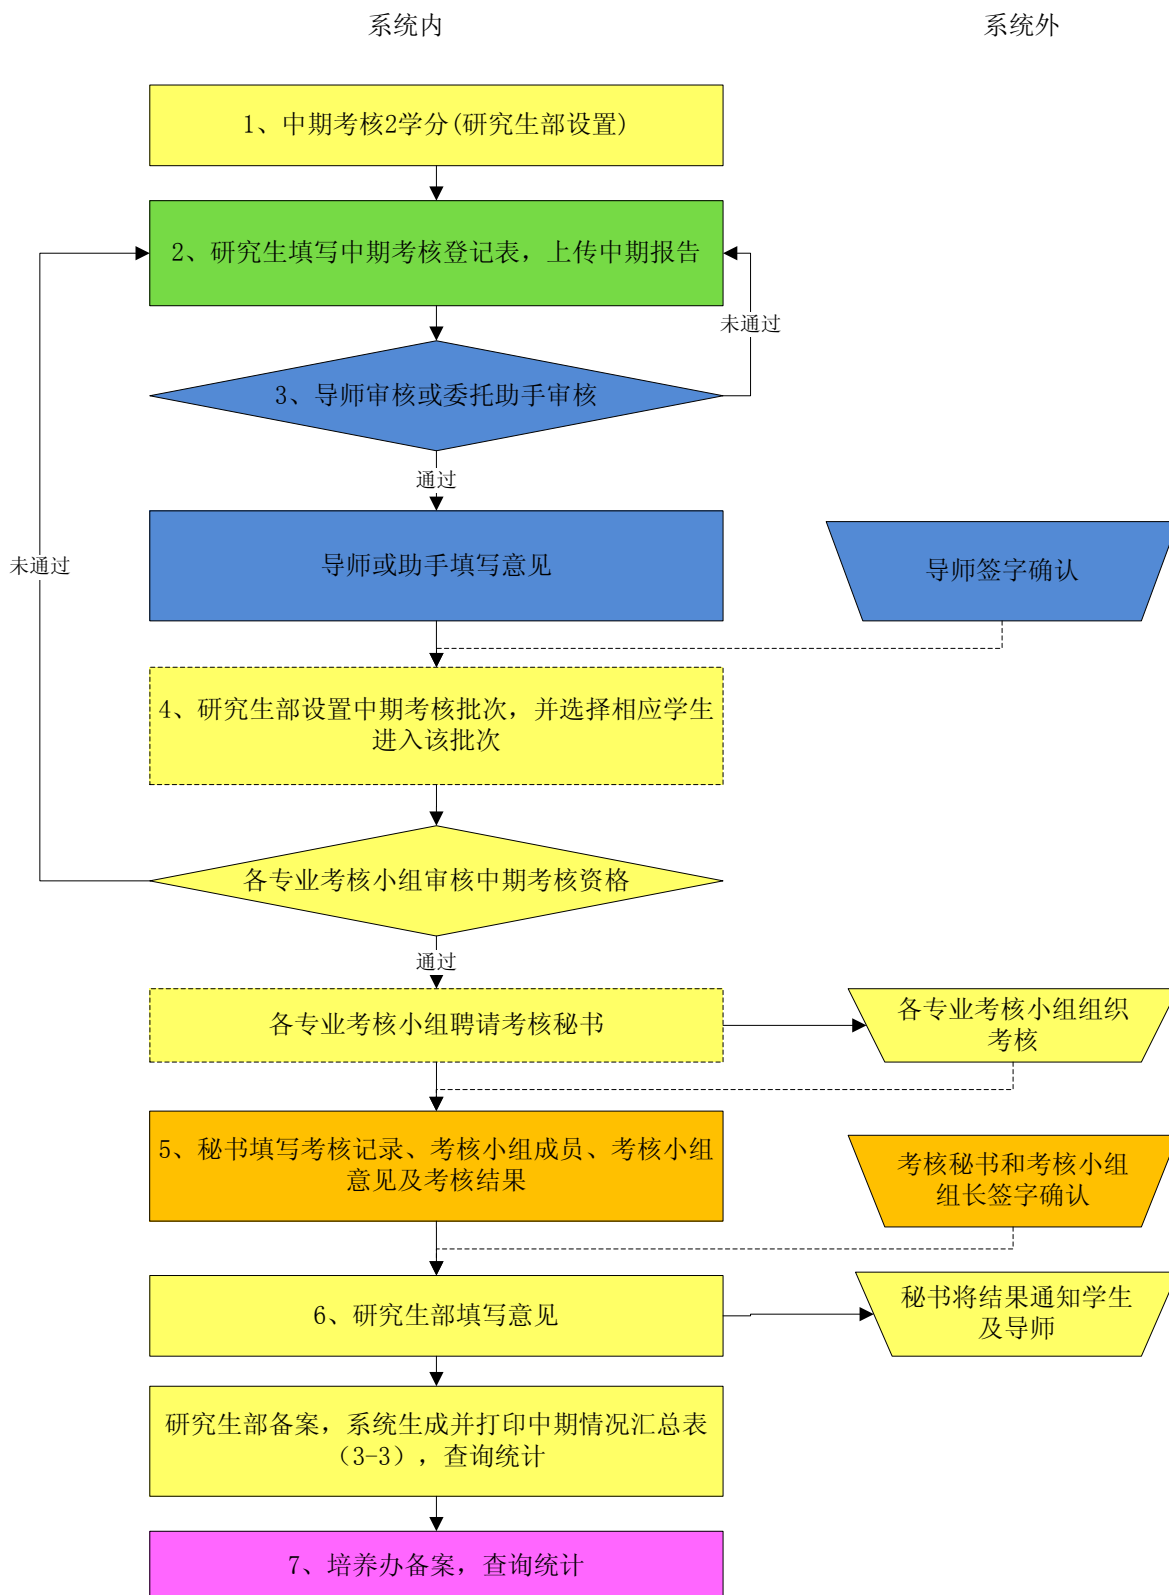 系统内
系统外
1、中期考核2学分(研究生部设置)
2、研究生填写中期考核登记表，上传中期报告
未通过
3、导师审核或委托助手审核
通过
导师或助手填写意见
导师签字确认
未通过
4、研究生部设置中期考核批次，并选择相应学生
进入该批次
各专业考核小组审核中期考核资格
通过
各专业考核小组聘请考核秘书
各专业考核小组组织
考核
5、秘书填写考核记录、考核小组成员、考核小组
意见及考核结果
考核秘书和考核小组
组长签字确认
6、研究生部填写意见
秘书将结果通知学生
及导师
研究生部备案，系统生成并打印中期情况汇总表
（3-3），查询统计
7、培养办备案，查询统计